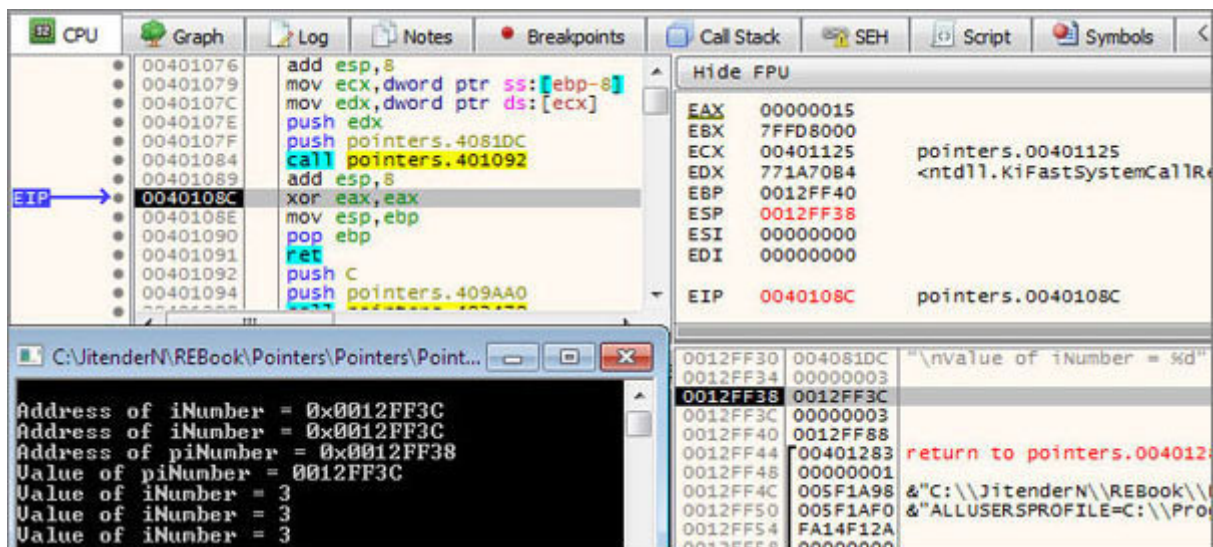 CPU Graph Log Notes Breakpoints Call Stack SEH Script Symbols <
00401076 add esp,8
00401079 mov ecx,dword ptr ss:[ebp-8]
0040107C mov edx,dword ptr ds:[ecx]
0040107E push edx
0040107F push pointers.4081DC
00401084 call pointers.401092
00401089 add esp,8
EIP 0040108C xor eax,eax
0040108E mov esp,ebp
00401090 pop ebp
00401091 ret
00401092 push C
00401094 push pointers.409AA0
Hide FPU
EAX 00000015
EBX 7FFD8000
ECX 00401125 pointers.00401125
EDX 771A70B4 <ntdll.KiFastSystemCallRe
EBP 0012FF40
ESP 0012FF38
ESI 00000000
EDI 00000000
EIP 0040108C pointers.0040108C
C:\JitenderN\REBook\Pointers\Pointers\Point...
Address of iNumber = 0x0012FF3C
Address of iNumber = 0x0012FF3C
Address of piNumber = 0x0012FF38
Value of piNumber = 0012FF3C
Value of iNumber = 3
Value of iNumber = 3
Value of iNumber = 3
0012FF30 004081DC "\nValue of iNumber = %d"
0012FF34 00000003
0012FF38 0012FF3C
0012FF3C 00000003
0012FF40 0012FF88
0012FF44 00401283 return to pointers.004012
0012FF48 00000001
0012FF4C 005F1A98 &"C:\\JitenderN\\REBook\\
0012FF50 005F1AF0 &"ALLUSERSPROFILE=C:\\Pro
0012FF54 FA14F12A